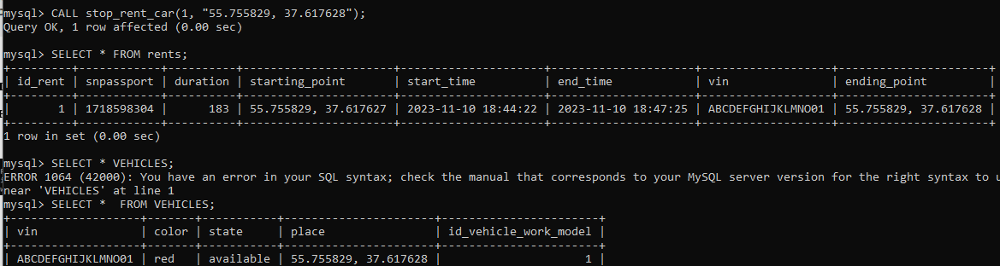 mysql> CALL stop_rent_car(1, "55.755829, 37.617628");
Query OK, 1 row affected (0.00 sec)
mysql> SELECT * FROM rents;
+---------+------------+----------+----------------------+---------------------+---------------------+-------------------+----------------------+
| id_rent | snpassport | duration | starting_point | start_time | end_time | vin | ending_point |
+---------+------------+----------+----------------------+---------------------+---------------------+-------------------+----------------------+
| 1 | 1718598304 | 183 | 55.755829, 37.617627 | 2023-11-10 18:44:22 | 2023-11-10 18:47:25 | ABCDEFGHIJKLMNO01 | 55.755829, 37.617628 |
+---------+------------+----------+----------------------+---------------------+---------------------+-------------------+----------------------+
1 row in set (0.00 sec)
mysql> SELECT * VEHICLES;
ERROR 1064 (42000): You have an error in your SQL syntax; check the manual that corresponds to your MySQL server version for the right syntax to u
near 'VEHICLES' at line 1
mysql> SELECT *  FROM VEHICLES;
+-------------------+-------+-----------+----------------------+-----------------------+
| vin | color | state | place | id_vehicle_work_model |
+-------------------+-------+-----------+----------------------+-----------------------+
| ABCDEFGHIJKLMNO01 | red | available | 55.755829, 37.617628 | 1 |